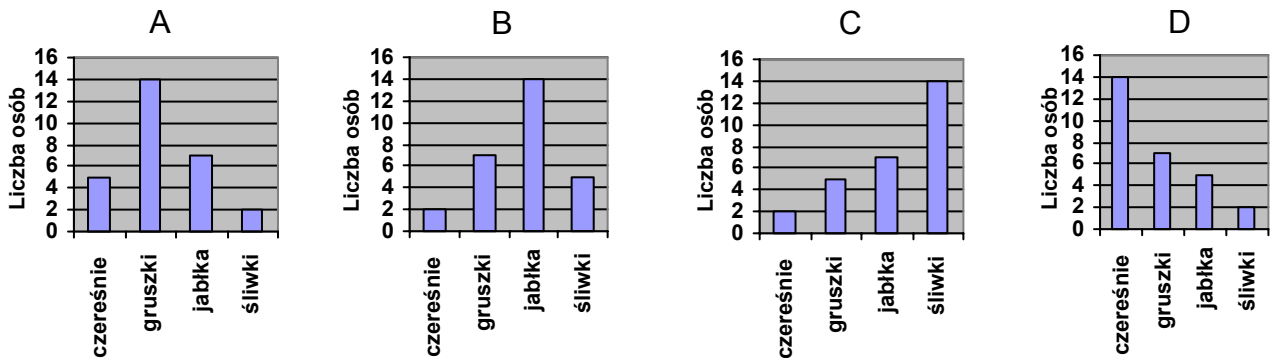 A
Liczba osób
16
14
12
10
8
6
4
2
0
czereśnie
gruszki
jabłka
śliwki
B
Liczba osób
16
14
12
10
8
6
4
2
0
czereśnie
gruszki
jabłka
śliwki
C
Liczba osób
16
14
12
10
8
6
4
2
0
czereśnie
gruszki
jabłka
śliwki
D
Liczba osób
16
14
12
10
8
6
4
2
0
czereśnie
gruszki
jabłka
śliwki